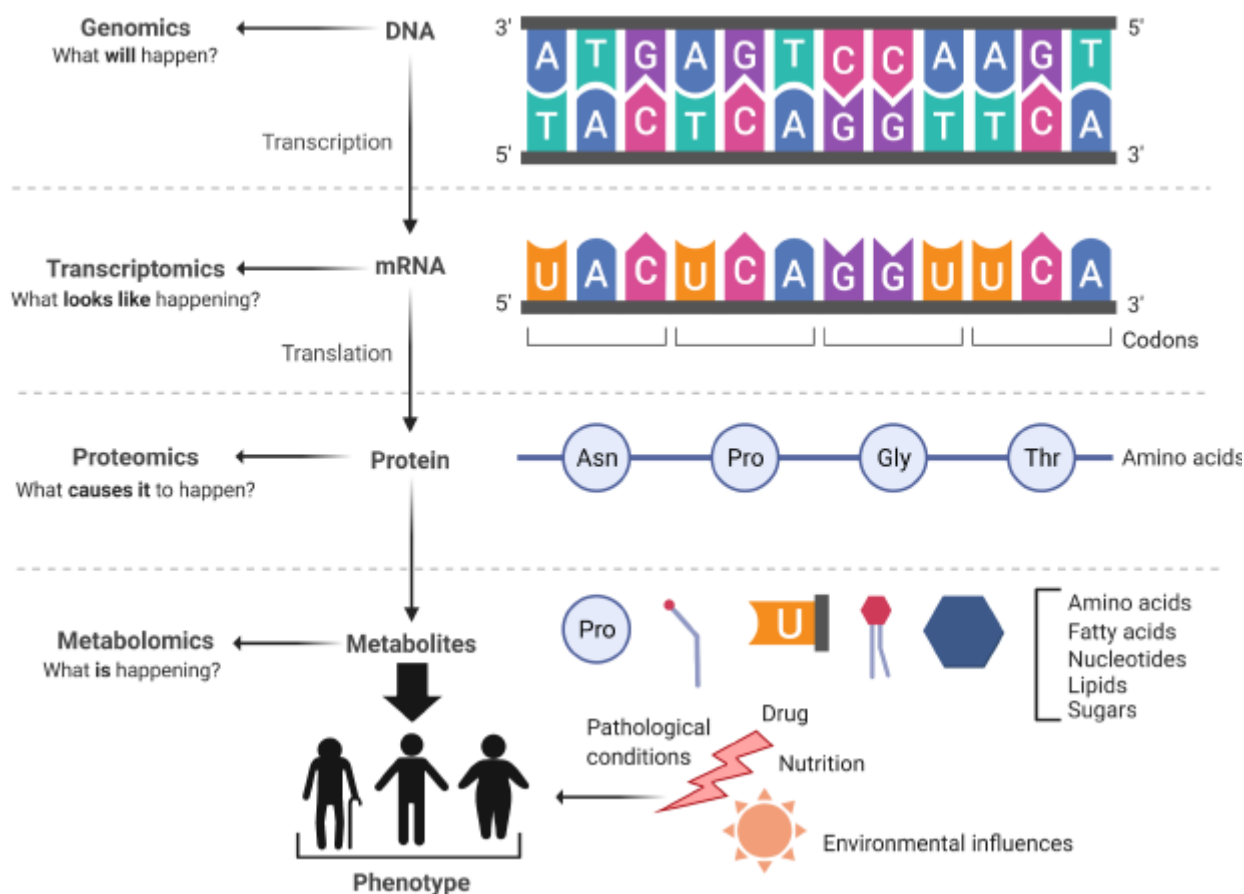 Genomics
What will happen?
DNA
3' A T G A G T C C A A G T 5'
5' T A C T C A G G T T C A 3'
Transcription
Transcriptomics
What looks like happening?
mRNA
5' U A C U C A G G U U C A 3'
Codons
Translation
Proteomics
What causes it to happen?
Protein
Asn Pro Gly Thr Amino acids
Metabolomics
What is happening?
Metabolites
Pro U
Amino acids
Fatty acids
Nucleotides
Lipids
Sugars
Pathological
conditions
Drug
Nutrition
Environmental influences
Phenotype